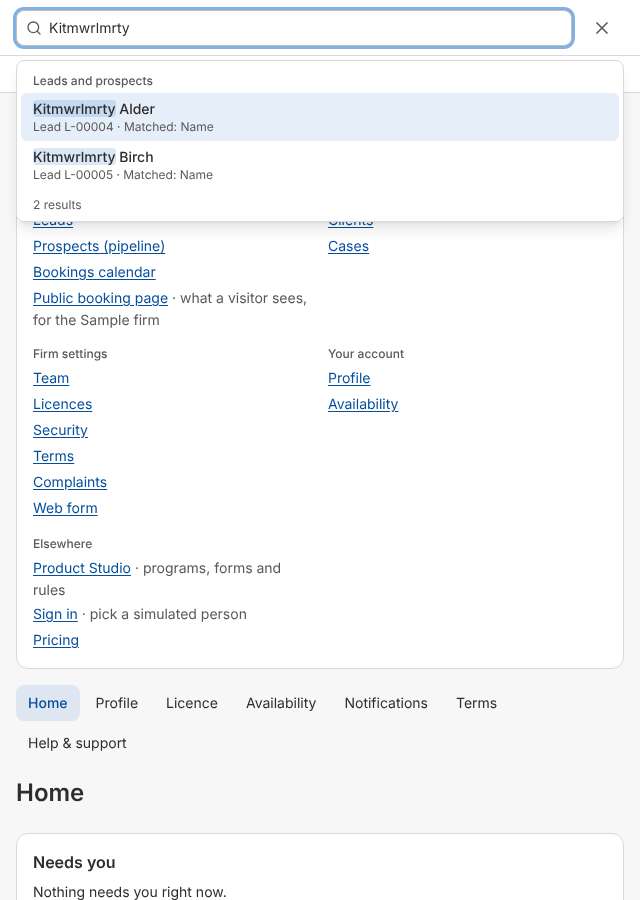 Kitmwrlmrty
Leads and prospects
Kitmwrlmrty Alder
Lead L-00004 · Matched: Name
Kitmwrlmrty Birch
Lead L-00005 · Matched: Name
2 results
Leads
Clients
Prospects (pipeline)
Cases
Bookings calendar
Public booking page · what a visitor sees,
for the Sample firm
Firm settings
Your account
Team
Profile
Licences
Availability
Security
Terms
Complaints
Web form
Elsewhere
Product Studio · programs, forms and
rules
Sign in · pick a simulated person
Pricing
Home Profile Licence Availability Notifications Terms
Help & support
Home
Needs you
Nothing needs you right now.